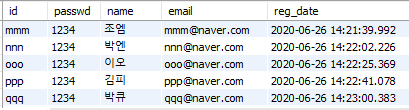 id passwd name email reg_date
mmm 1234 조엠 mmm@naver.com 2020-06-26 14:21:39.992
nnn 1234 박엔 nnn@naver.com 2020-06-26 14:22:02.226
ooo 1234 이오 ooo@naver.com 2020-06-26 14:22:25.369
ppp 1234 김피 ppp@naver.com 2020-06-26 14:22:41.078
qqq 1234 박큐 qqq@naver.com 2020-06-26 14:23:00.383